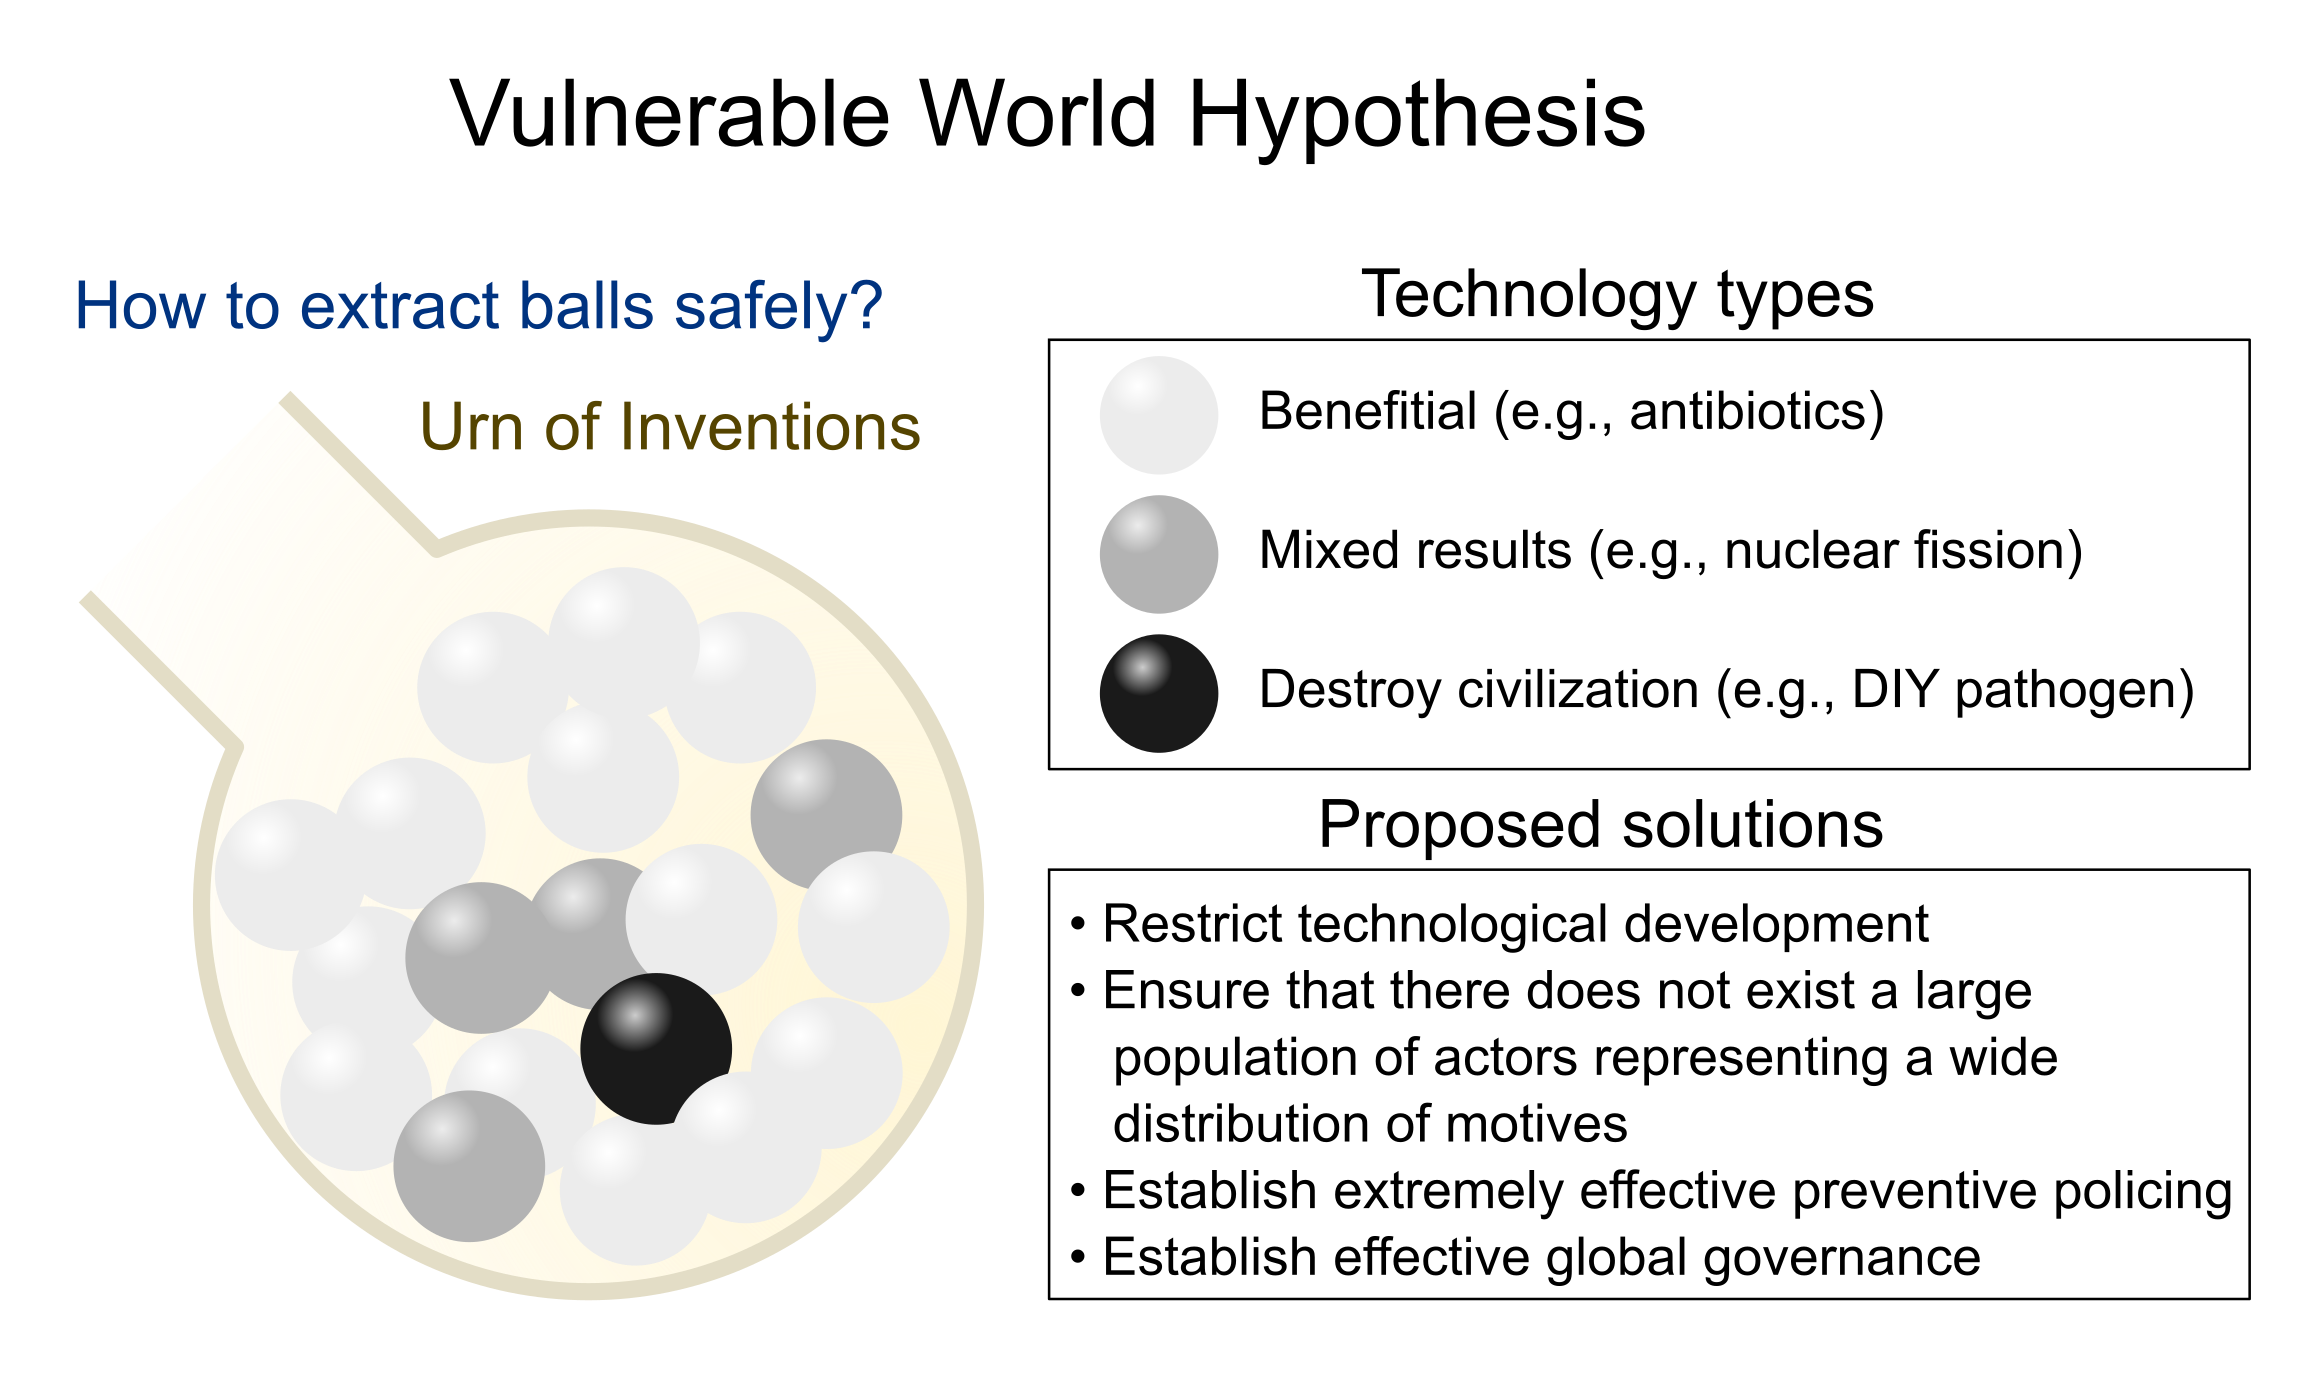 Vulnerable World Hypothesis
How to extract balls safely?
Urn of Inventions
Technology types
Benefitial (e.g., antibiotics)
Mixed results (e.g., nuclear fission)
Destroy civilization (e.g., DIY pathogen)
Proposed solutions
• Restrict technological development
• Ensure that there does not exist a large
population of actors representing a wide
distribution of motives
• Establish extremely effective preventive policing
• Establish effective global governance